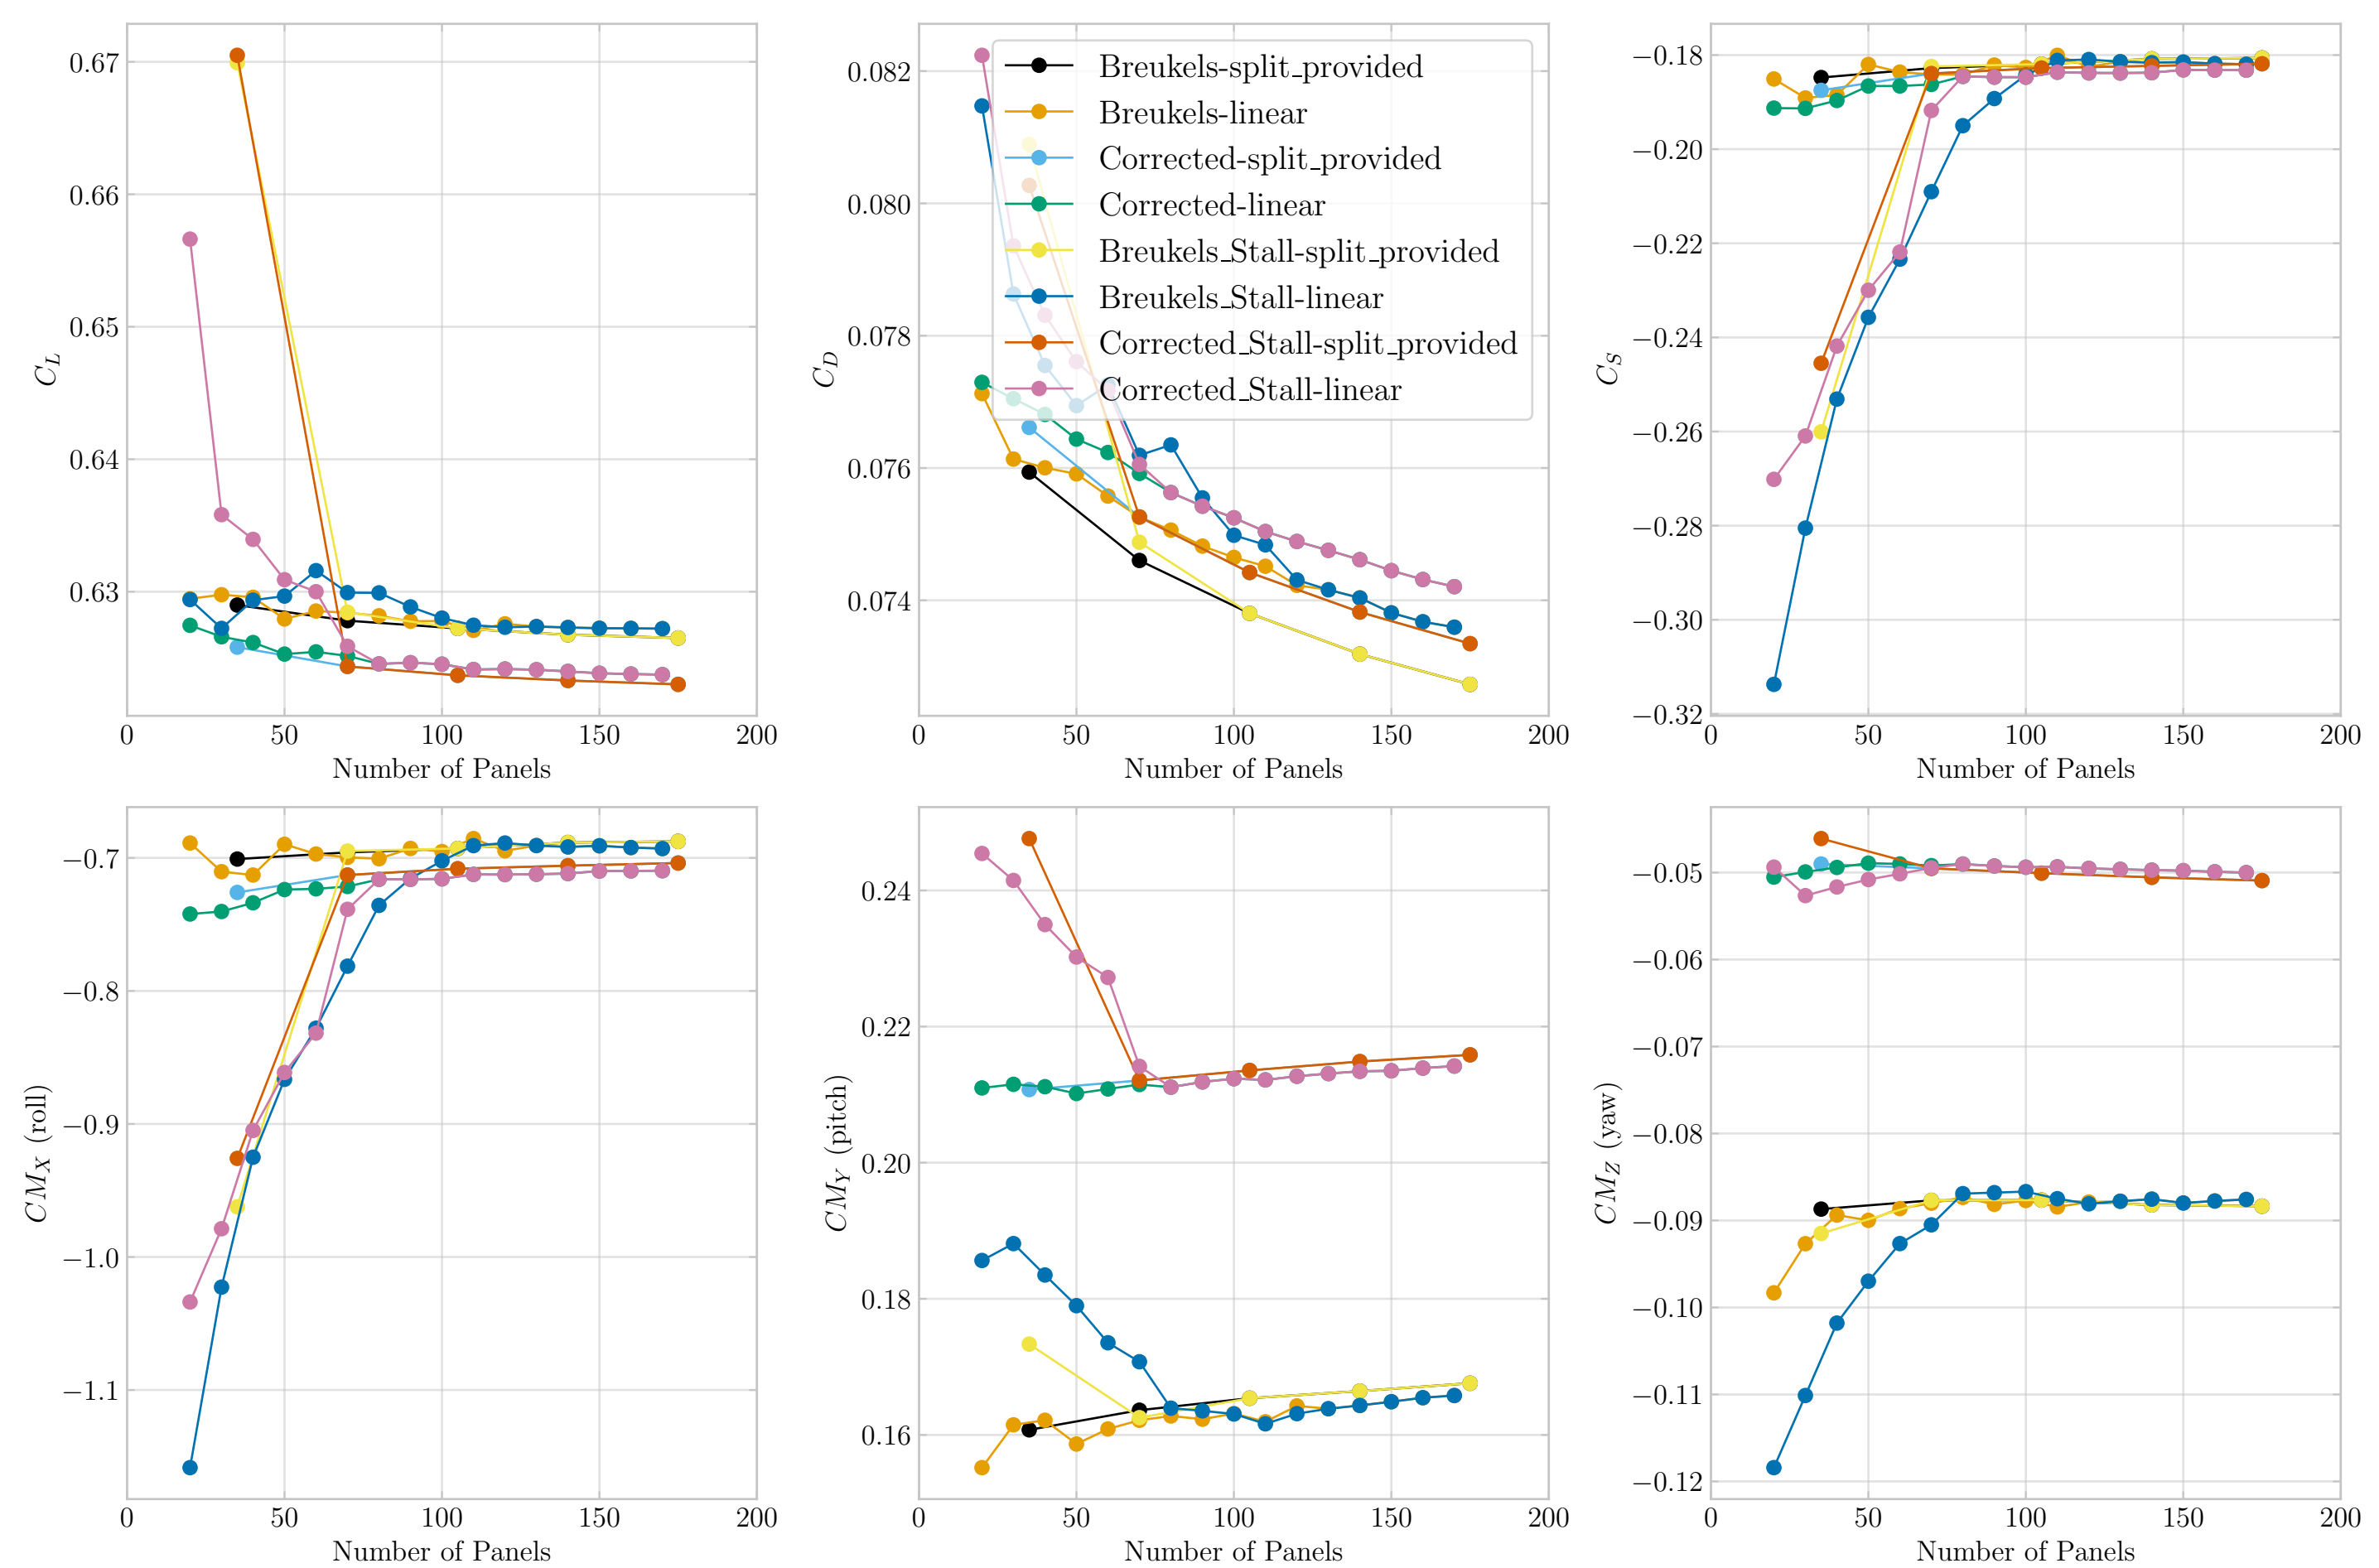 0.67
0.66
0.65
0.64
0.63
C_L
0 50 100 150 200
Number of Panels
0.082
0.080
0.078
0.076
0.074
C_D
Breukels-split_provided
Breukels-linear
Corrected-split_provided
Corrected-linear
Breukels_Stall-split_provided
Breukels_Stall-linear
Corrected_Stall-split_provided
Corrected_Stall-linear
0 50 100 150 200
Number of Panels
−0.18
−0.20
−0.22
−0.24
−0.26
−0.28
−0.30
−0.32
C_S
0 50 100 150 200
Number of Panels
−0.7
−0.8
−0.9
−1.0
−1.1
CM_X (roll)
0 50 100 150 200
Number of Panels
0.24
0.22
0.20
0.18
0.16
CM_Y (pitch)
0 50 100 150 200
Number of Panels
−0.05
−0.06
−0.07
−0.08
−0.09
−0.10
−0.11
−0.12
CM_Z (yaw)
0 50 100 150 200
Number of Panels